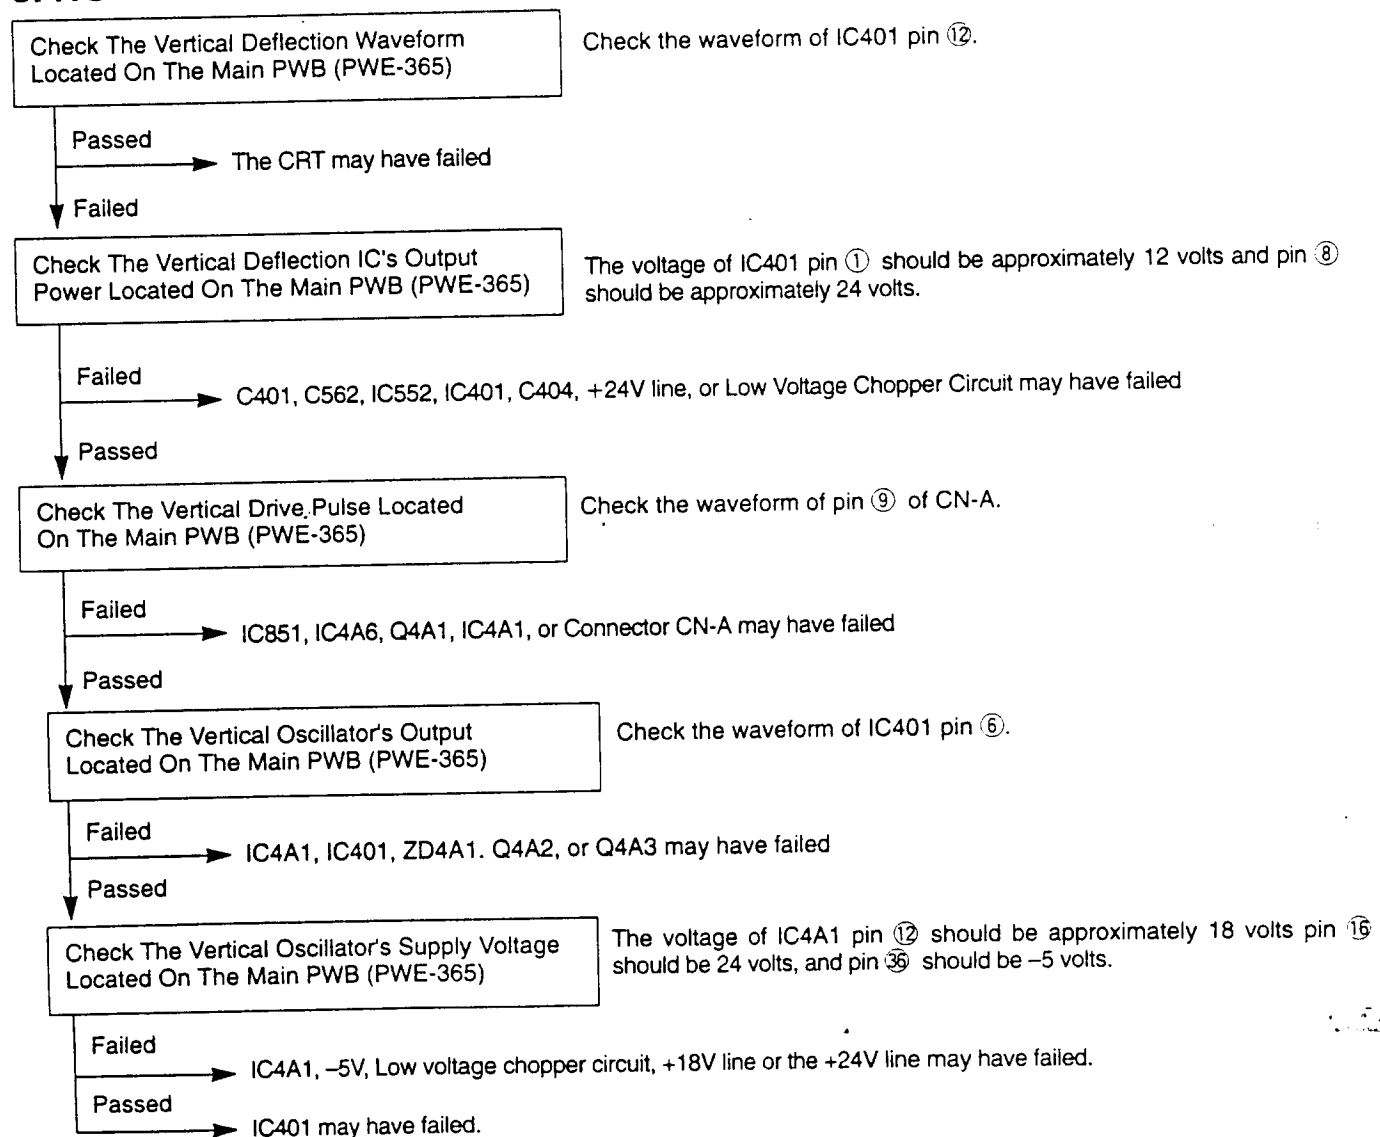 Check The Vertical Deflection Waveform
Located On The Main PWB (PWE-365)
Check the waveform of IC401 pin ⑫.
Passed
The CRT may have failed
Failed
Check The Vertical Deflection IC's Output
Power Located On The Main PWB (PWE-365)
The voltage of IC401 pin ① should be approximately 12 volts and pin ⑧
should be approximately 24 volts.
Failed
C401, C562, IC552, IC401, C404, +24V line, or Low Voltage Chopper Circuit may have failed
Passed
Check The Vertical Drive Pulse Located
On The Main PWB (PWE-365)
Check the waveform of pin ⑨ of CN-A.
Failed
IC851, IC4A6, Q4A1, IC4A1, or Connector CN-A may have failed
Passed
Check The Vertical Oscillator's Output
Located On The Main PWB (PWE-365)
Check the waveform of IC401 pin ⑥.
Failed
IC4A1, IC401, ZD4A1. Q4A2, or Q4A3 may have failed
Passed
Check The Vertical Oscillator's Supply Voltage
Located On The Main PWB (PWE-365)
The voltage of IC4A1 pin ⑫ should be approximately 18 volts pin ⑯
should be 24 volts, and pin ㊱ should be –5 volts.
Failed
IC4A1, –5V, Low voltage chopper circuit, +18V line or the +24V line may have failed.
Passed
IC401 may have failed.